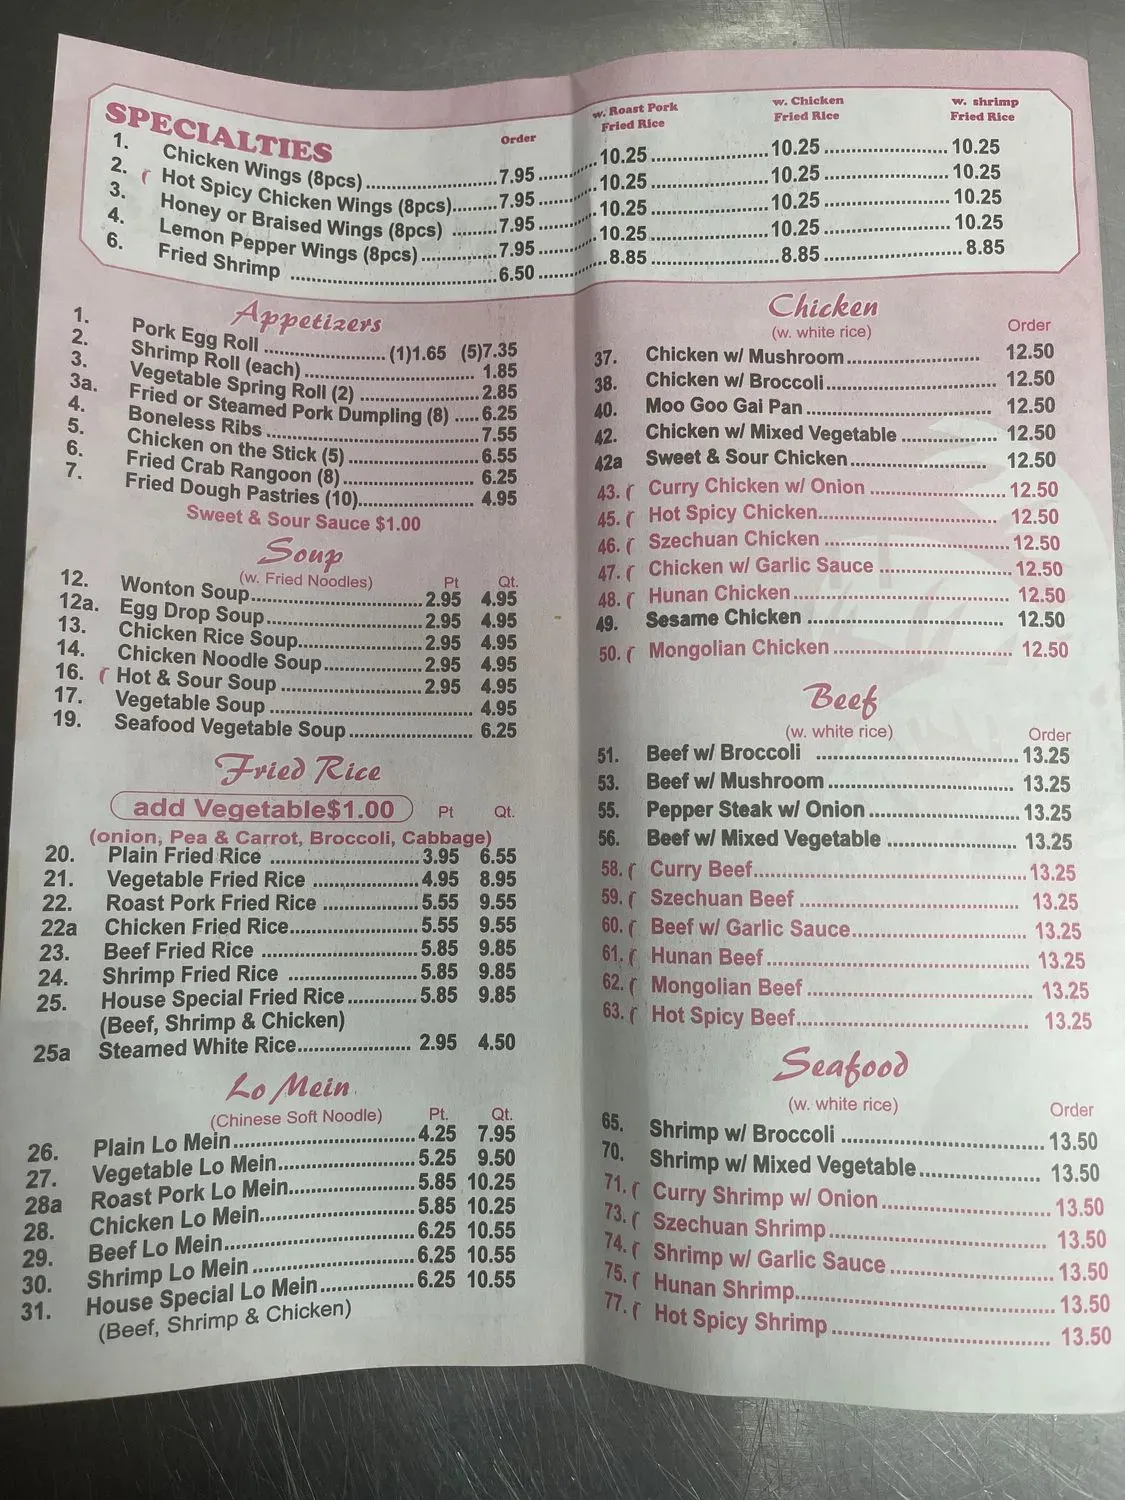 SPECIALTIES
Order w. Roast Pork Fried Rice w. Chicken Fried Rice w. shrimp Fried Rice
1. Chicken Wings (8pcs) 7.95 10.25 10.25 10.25
2. Hot Spicy Chicken Wings (8pcs) 7.95 10.25 10.25 10.25
3. Honey or Braised Wings (8pcs) 7.95 10.25 10.25 10.25
4. Lemon Pepper Wings (8pcs) 7.95 10.25 10.25 10.25
6. Fried Shrimp 6.50 8.85 8.85 8.85
Appetizers
1. Pork Egg Roll (1)1.65 (5)7.35
2. Shrimp Roll (each) 1.85
3. Vegetable Spring Roll (2) 2.85
3a. Fried or Steamed Pork Dumpling (8) 6.25
4. Boneless Ribs 7.55
5. Chicken on the Stick (5) 6.55
6. Fried Crab Rangoon (8) 6.25
7. Fried Dough Pastries (10) 4.95
Sweet & Sour Sauce $1.00
Soup
(w. Fried Noodles) Pt Qt.
12. Wonton Soup 2.95 4.95
12a. Egg Drop Soup 2.95 4.95
13. Chicken Rice Soup 2.95 4.95
14. Chicken Noodle Soup 2.95 4.95
16. Hot & Sour Soup 2.95 4.95
17. Vegetable Soup 4.95
19. Seafood Vegetable Soup 6.25
Fried Rice
add Vegetable$1.00 Pt Qt.
(onion, Pea & Carrot, Broccoli, Cabbage)
20. Plain Fried Rice 3.95 6.55
21. Vegetable Fried Rice 4.95 8.95
22. Roast Pork Fried Rice 5.55 9.55
22a Chicken Fried Rice 5.55 9.55
23. Beef Fried Rice 5.85 9.85
24. Shrimp Fried Rice 5.85 9.85
25. House Special Fried Rice 5.85 9.85
(Beef, Shrimp & Chicken)
25a Steamed White Rice 2.95 4.50
Lo Mein
(Chinese Soft Noodle) Pt. Qt.
26. Plain Lo Mein 4.25 7.95
27. Vegetable Lo Mein 5.25 9.50
28a Roast Pork Lo Mein 5.85 10.25
28. Chicken Lo Mein 5.85 10.25
29. Beef Lo Mein 6.25 10.55
30. Shrimp Lo Mein 6.25 10.55
31. House Special Lo Mein 6.25 10.55
(Beef, Shrimp & Chicken)
Chicken
(w. white rice) Order
37. Chicken w/ Mushroom 12.50
38. Chicken w/ Broccoli 12.50
40. Moo Goo Gai Pan 12.50
42. Chicken w/ Mixed Vegetable 12.50
42a Sweet & Sour Chicken 12.50
43. Curry Chicken w/ Onion 12.50
45. Hot Spicy Chicken 12.50
46. Szechuan Chicken 12.50
47. Chicken w/ Garlic Sauce 12.50
48. Hunan Chicken 12.50
49. Sesame Chicken 12.50
50. Mongolian Chicken 12.50
Beef
(w. white rice) Order
51. Beef w/ Broccoli 13.25
53. Beef w/ Mushroom 13.25
55. Pepper Steak w/ Onion 13.25
56. Beef w/ Mixed Vegetable 13.25
58. Curry Beef 13.25
59. Szechuan Beef 13.25
60. Beef w/ Garlic Sauce 13.25
61. Hunan Beef 13.25
62. Mongolian Beef 13.25
63. Hot Spicy Beef 13.25
Seafood
(w. white rice) Order
65. Shrimp w/ Broccoli 13.50
70. Shrimp w/ Mixed Vegetable 13.50
71. Curry Shrimp w/ Onion 13.50
73. Szechuan Shrimp 13.50
74. Shrimp w/ Garlic Sauce 13.50
75. Hunan Shrimp 13.50
77. Hot Spicy Shrimp 13.50